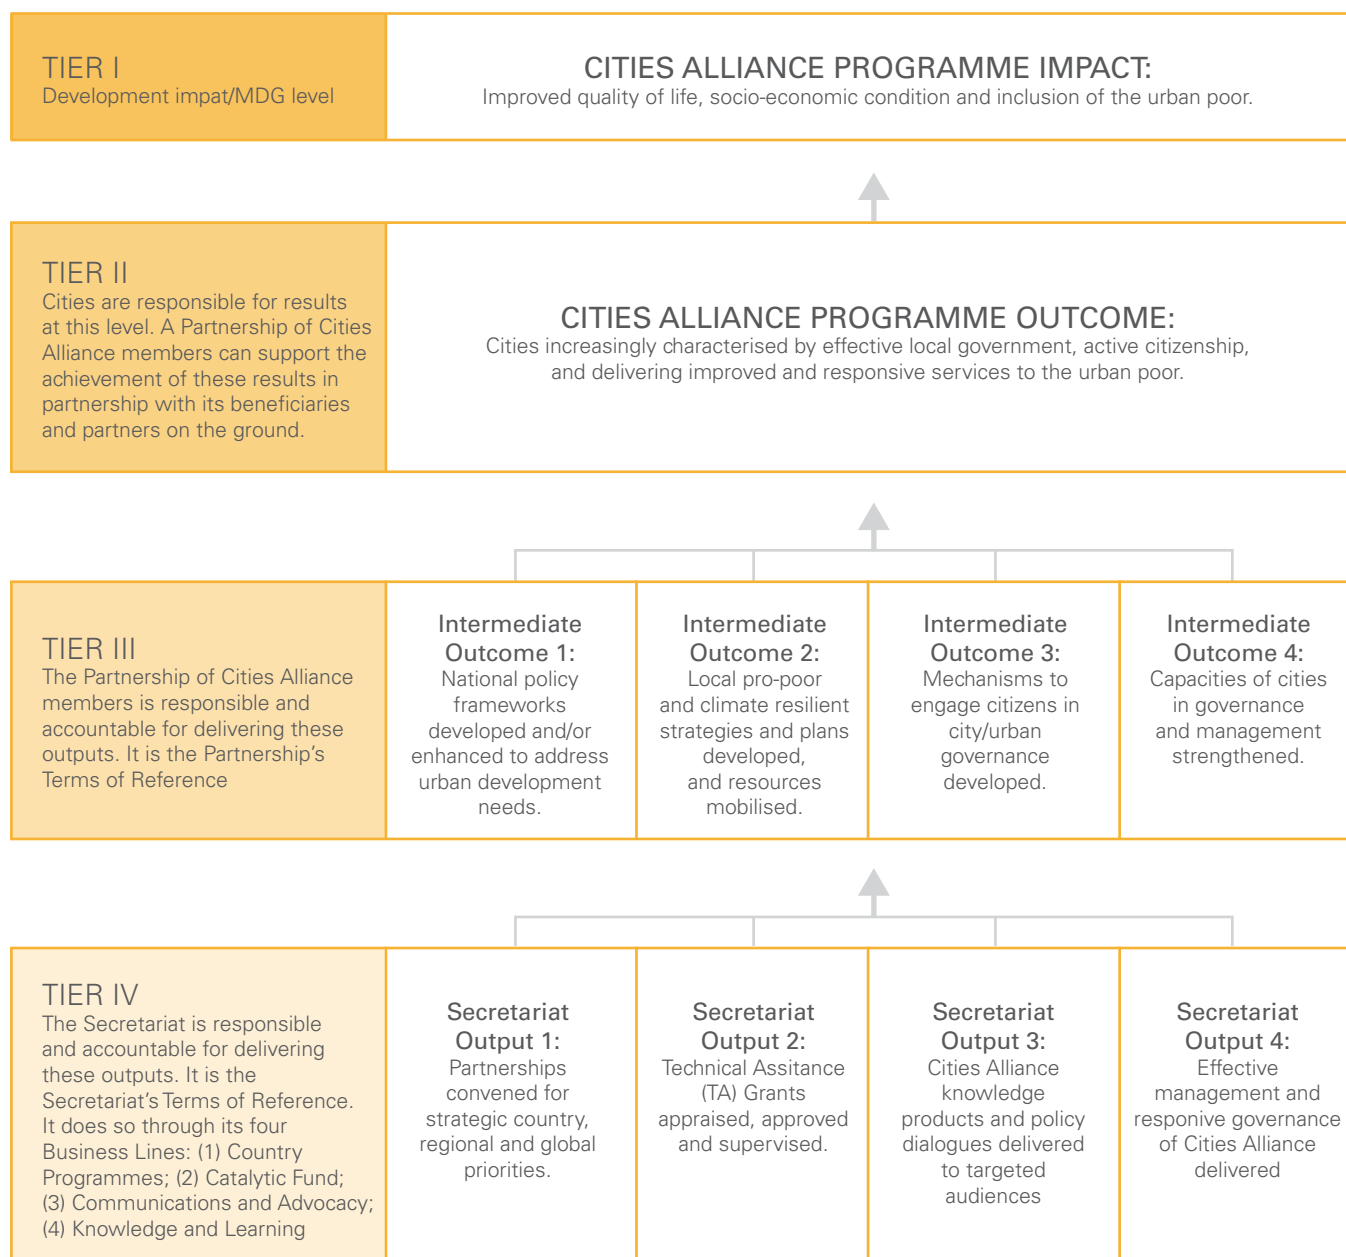 TIER I
Development impat/MDG level
CITIES ALLIANCE PROGRAMME IMPACT:
Improved quality of life, socio-economic condition and inclusion of the urban poor.
TIER II
Cities are responsible for results
at this level. A Partnership of Cities
Alliance members can support the
achievement of these results in
partnership with its beneficiaries
and partners on the ground.
CITIES ALLIANCE PROGRAMME OUTCOME:
Cities increasingly characterised by effective local government, active citizenship,
and delivering improved and responsive services to the urban poor.
TIER III
The Partnership of Cities Alliance
members is responsible and
accountable for delivering these
outputs. It is the Partnership's
Terms of Reference
Intermediate
Outcome 1:
National policy
frameworks
developed and/or
enhanced to address
urban development
needs.
Intermediate
Outcome 2:
Local pro-poor
and climate resilient
strategies and plans
developed,
and resources
mobilised.
Intermediate
Outcome 3:
Mechanisms to
engage citizens in
city/urban
governance
developed.
Intermediate
Outcome 4:
Capacities of cities
in governance
and management
strengthened.
TIER IV
The Secretariat is responsible
and accountable for delivering
these outputs. It is the
Secretariat's Terms of Reference.
It does so through its four
Business Lines: (1) Country
Programmes; (2) Catalytic Fund;
(3) Communications and Advocacy;
(4) Knowledge and Learning
Secretariat
Output 1:
Partnerships
convened for
strategic country,
regional and global
priorities.
Secretariat
Output 2:
Technical Assitance
(TA) Grants
appraised, approved
and supervised.
Secretariat
Output 3:
Cities Alliance
knowledge
products and policy
dialogues delivered
to targeted
audiences
Secretariat
Output 4:
Effective
management and
responive governance
of Cities Alliance
delivered